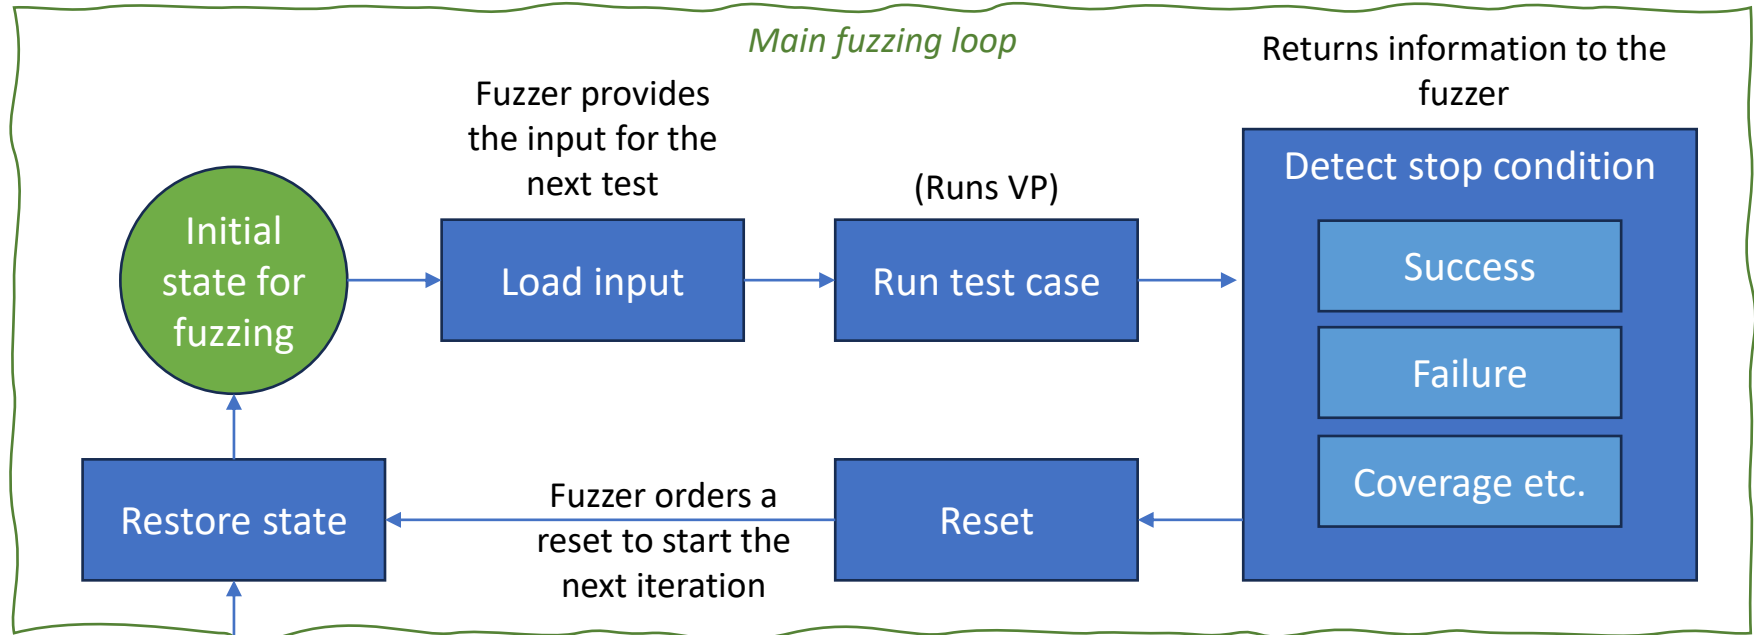 Main fuzzing loop
Returns information to the
fuzzer
Fuzzer provides
the input for the
next test
(Runs VP)
Detect stop condition
Initial
state for
fuzzing
Load input
Run test case
Success
Failure
Coverage etc.
Restore state
Fuzzer orders a
reset to start the
next iteration
Reset